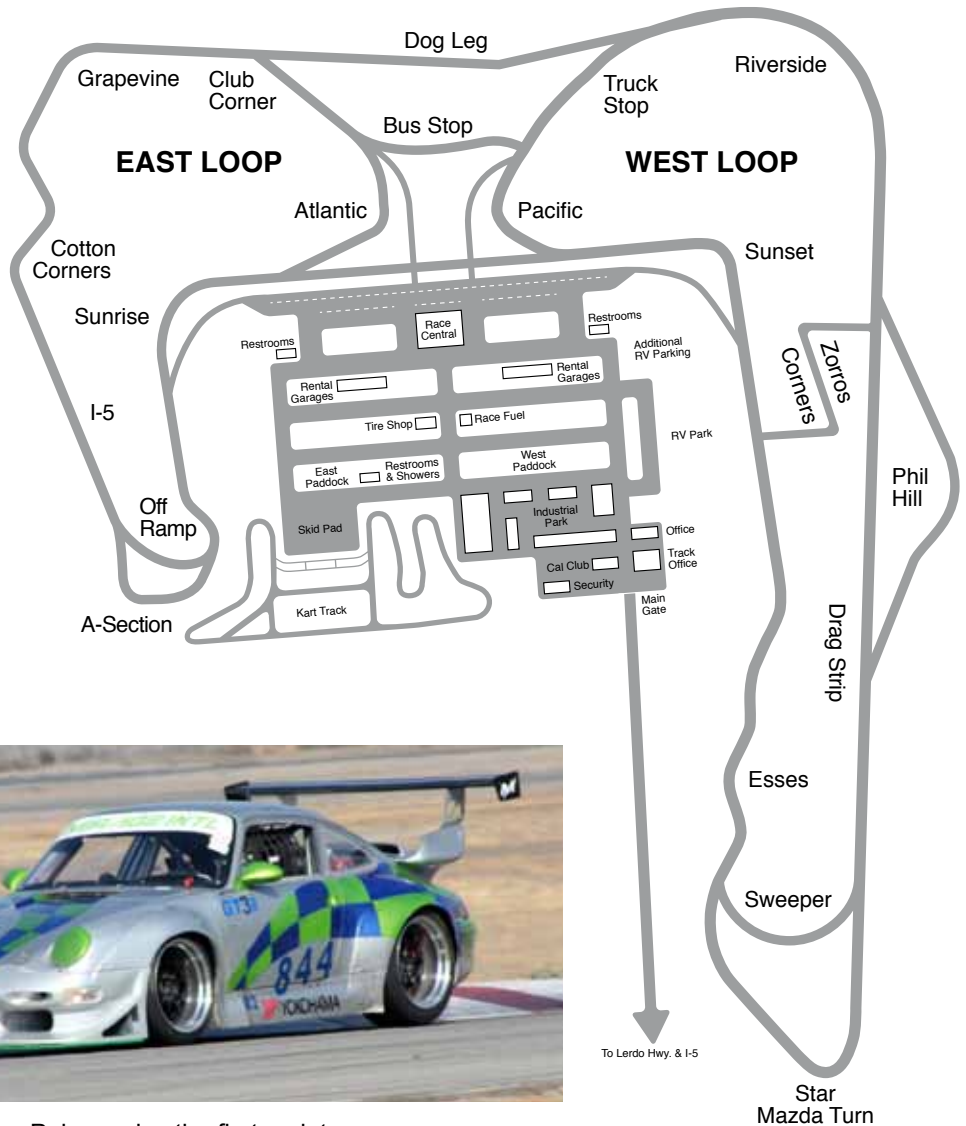 Dog Leg
Riverside
Grapevine
Club
Corner
Truck
Stop
Bus Stop
EAST LOOP
WEST LOOP
Atlantic
Pacific
Cotton
Corners
Sunset
Sunrise
Race
Central
Restrooms
Restrooms
Additional
RV Parking
Rental
Garages
Rental
Garages
Zorros
Corners
I-5
Tire Shop
Race Fuel
RV Park
East
Paddock
Restrooms
& Showers
West
Paddock
Phil
Hill
Off
Ramp
Skid Pad
Industrial
Park
Office
Track
Office
Cal Club
Security
Main
Gate
Kart Track
A-Section
Drag Strip
Esses
Sweeper
GT3R
844
YOKOHAMA
To Lerdo Hwy. & I-5
Star
Mazda Turn